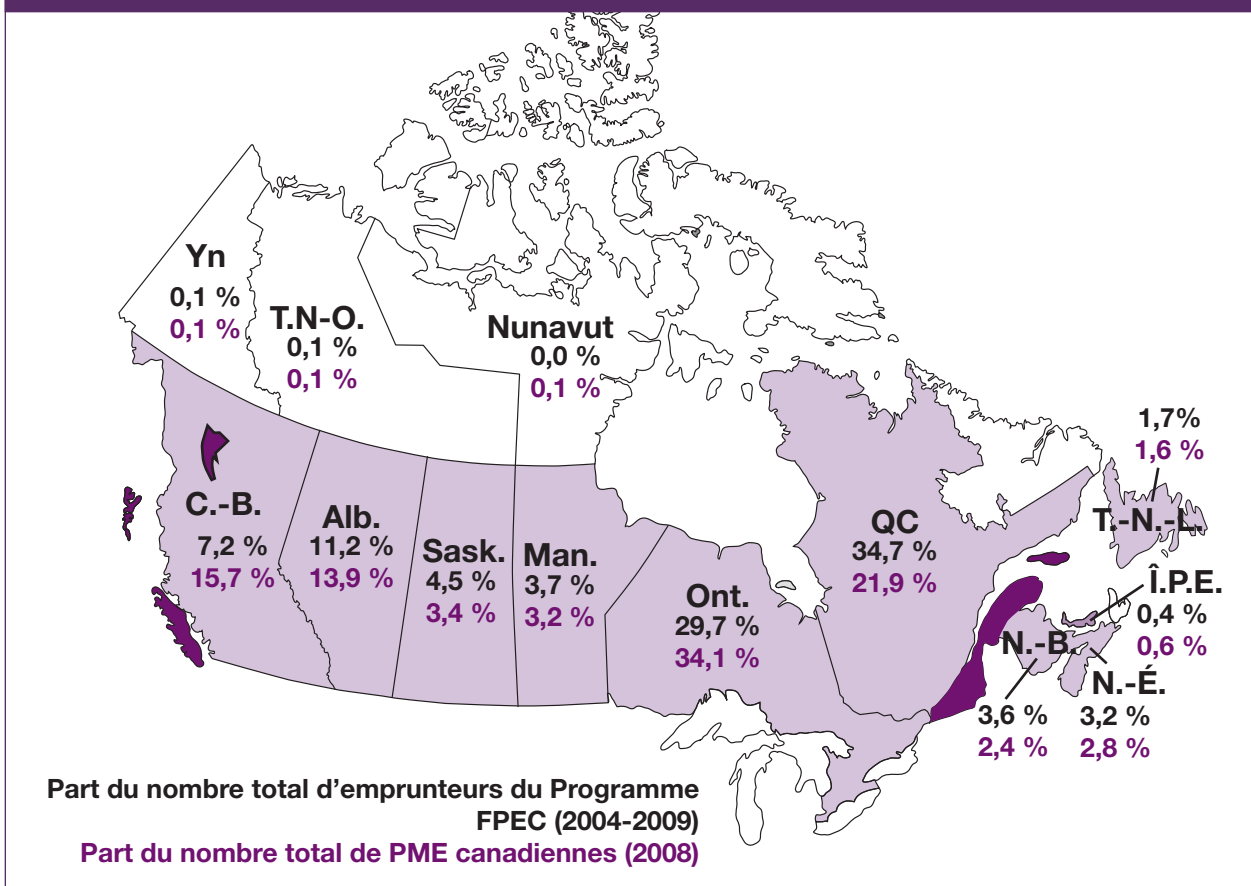 Yn
0,1 %
0,1 %
T.N-O.
0,1 %
0,1 %
Nunavut
0,0 %
0,1 %
C.-B.
7,2 %
15,7 %
Alb.
11,2 %
13,9 %
Sask.
4,5 %
3,4 %
Man.
3,7 %
3,2 %
Ont.
29,7 %
34,1 %
QC
34,7 %
21,9 %
1,7%
1,6 %
T.-N.-L.
Î.P.E.
0,4 %
0,6 %
N.-B.
3,6 %
2,4 %
N.-É.
3,2 %
2,8 %
Part du nombre total d’emprunteurs du Programme
FPEC (2004-2009)
Part du nombre total de PME canadiennes (2008)